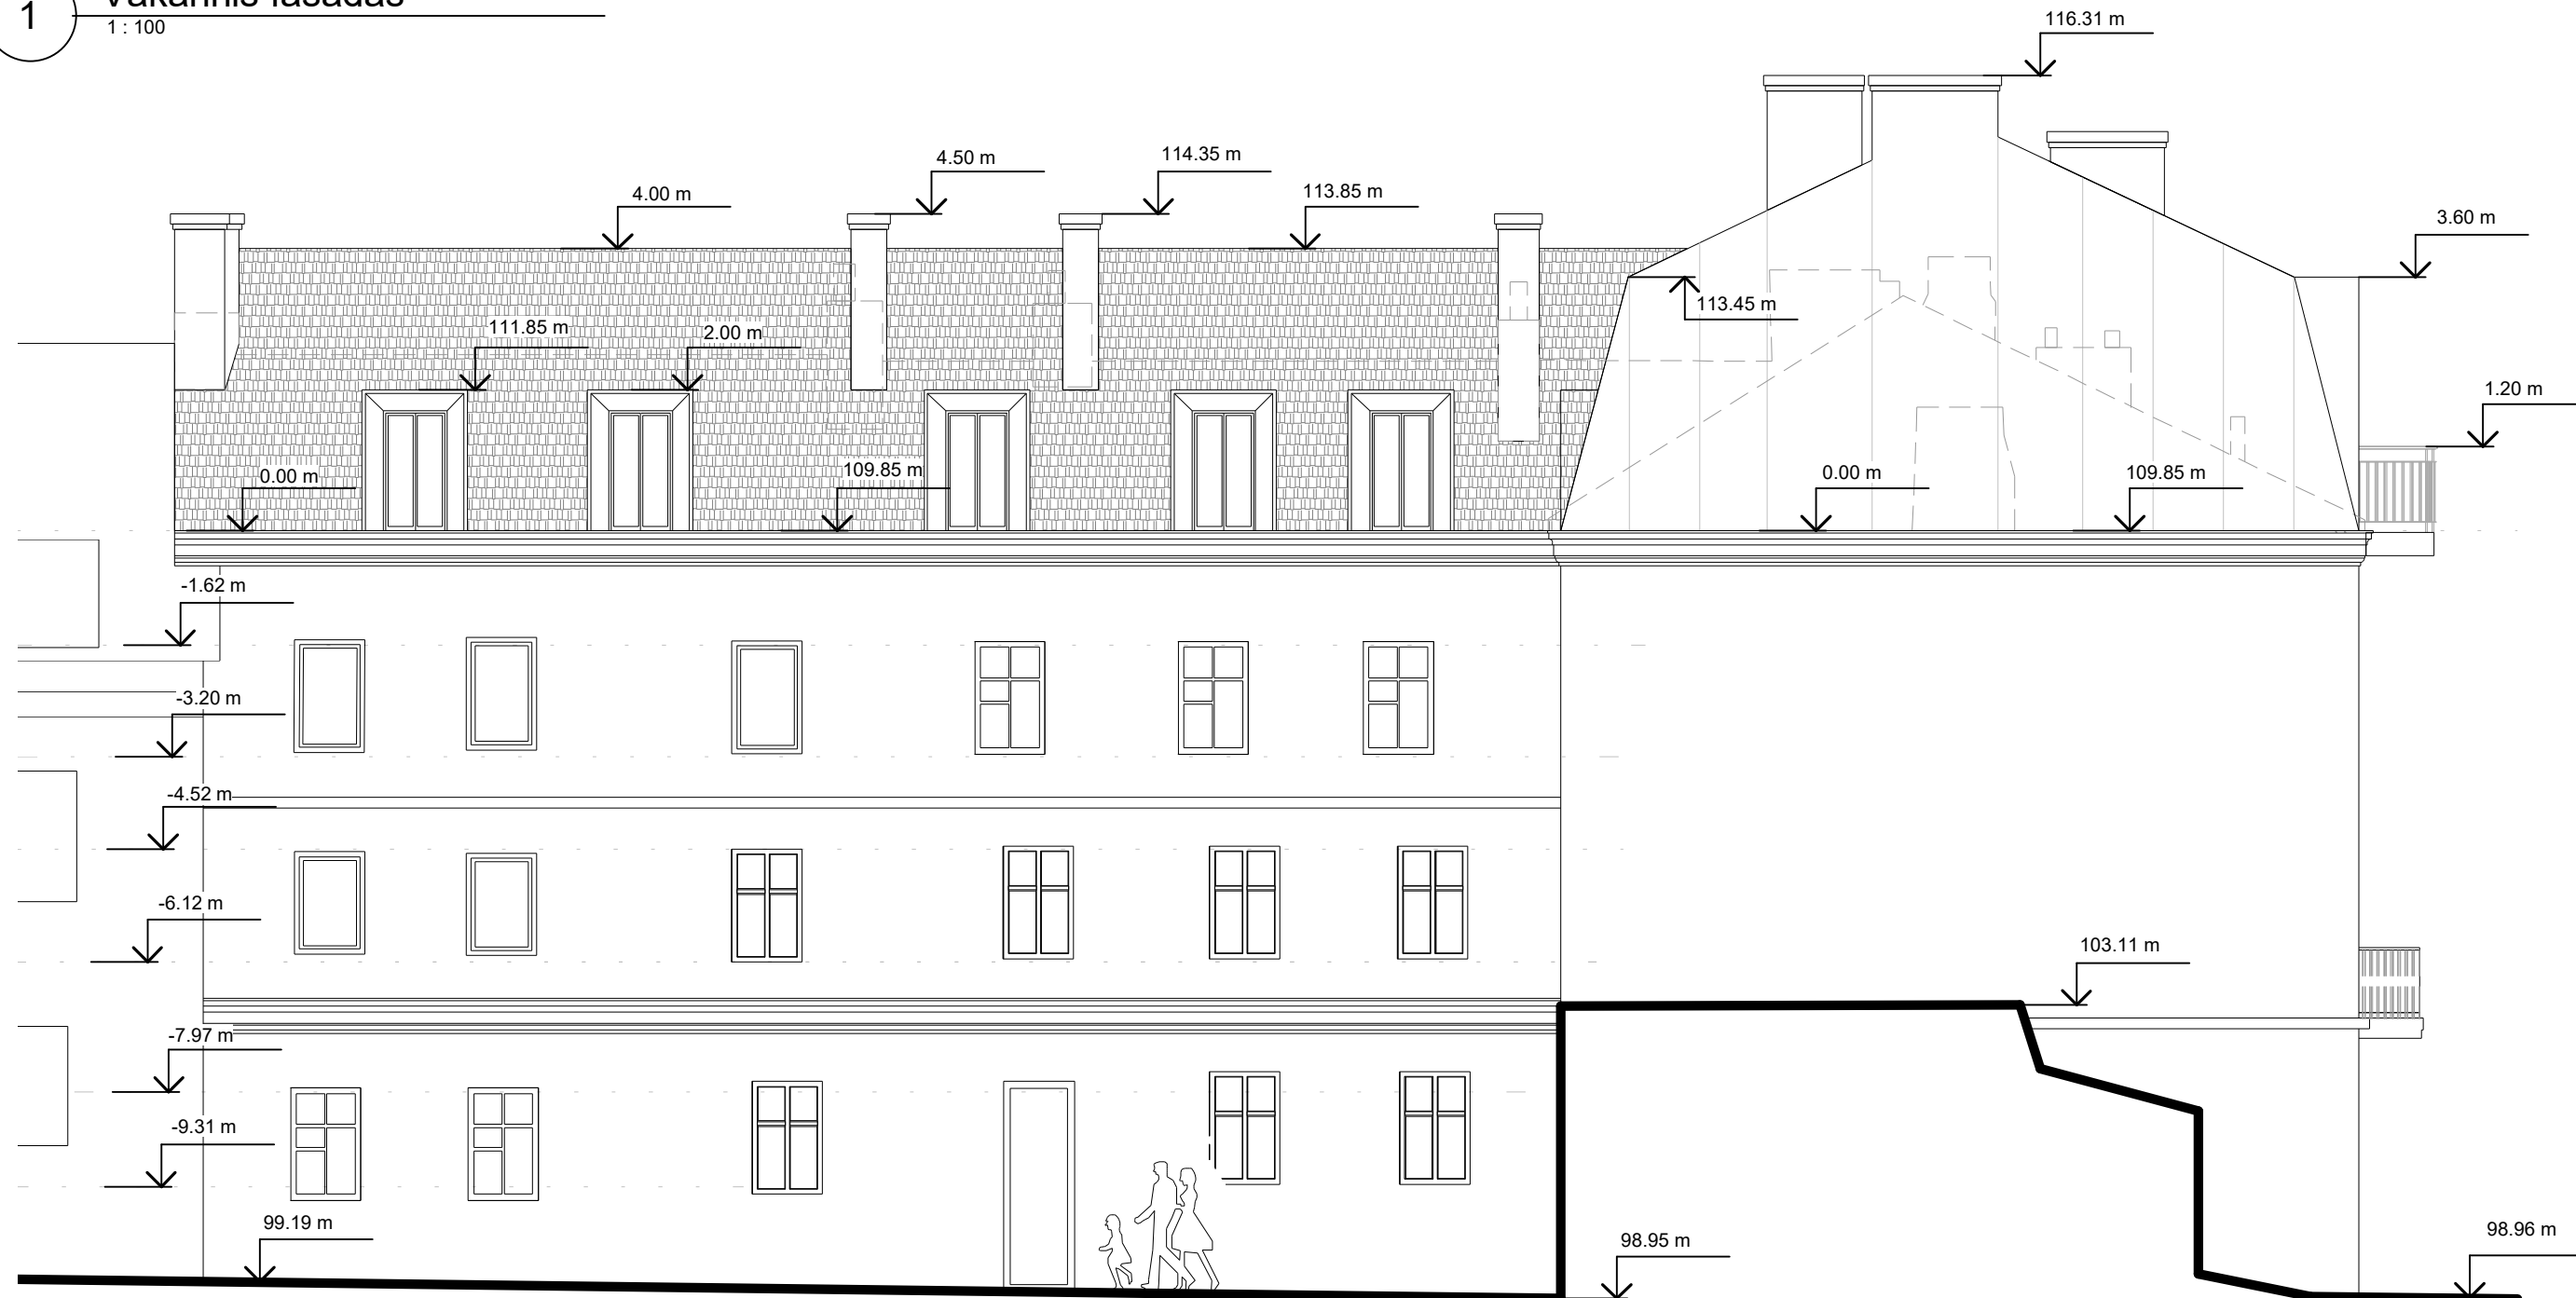 1
Vakarinis fasadas
1 : 100
116.31 m
4.50 m
114.35 m
4.00 m
113.85 m
3.60 m
113.45 m
111.85 m
2.00 m
1.20 m
0.00 m
109.85 m
0.00 m
109.85 m
-1.62 m
-3.20 m
-4.52 m
-6.12 m
103.11 m
-7.97 m
-9.31 m
99.19 m
98.95 m
98.96 m